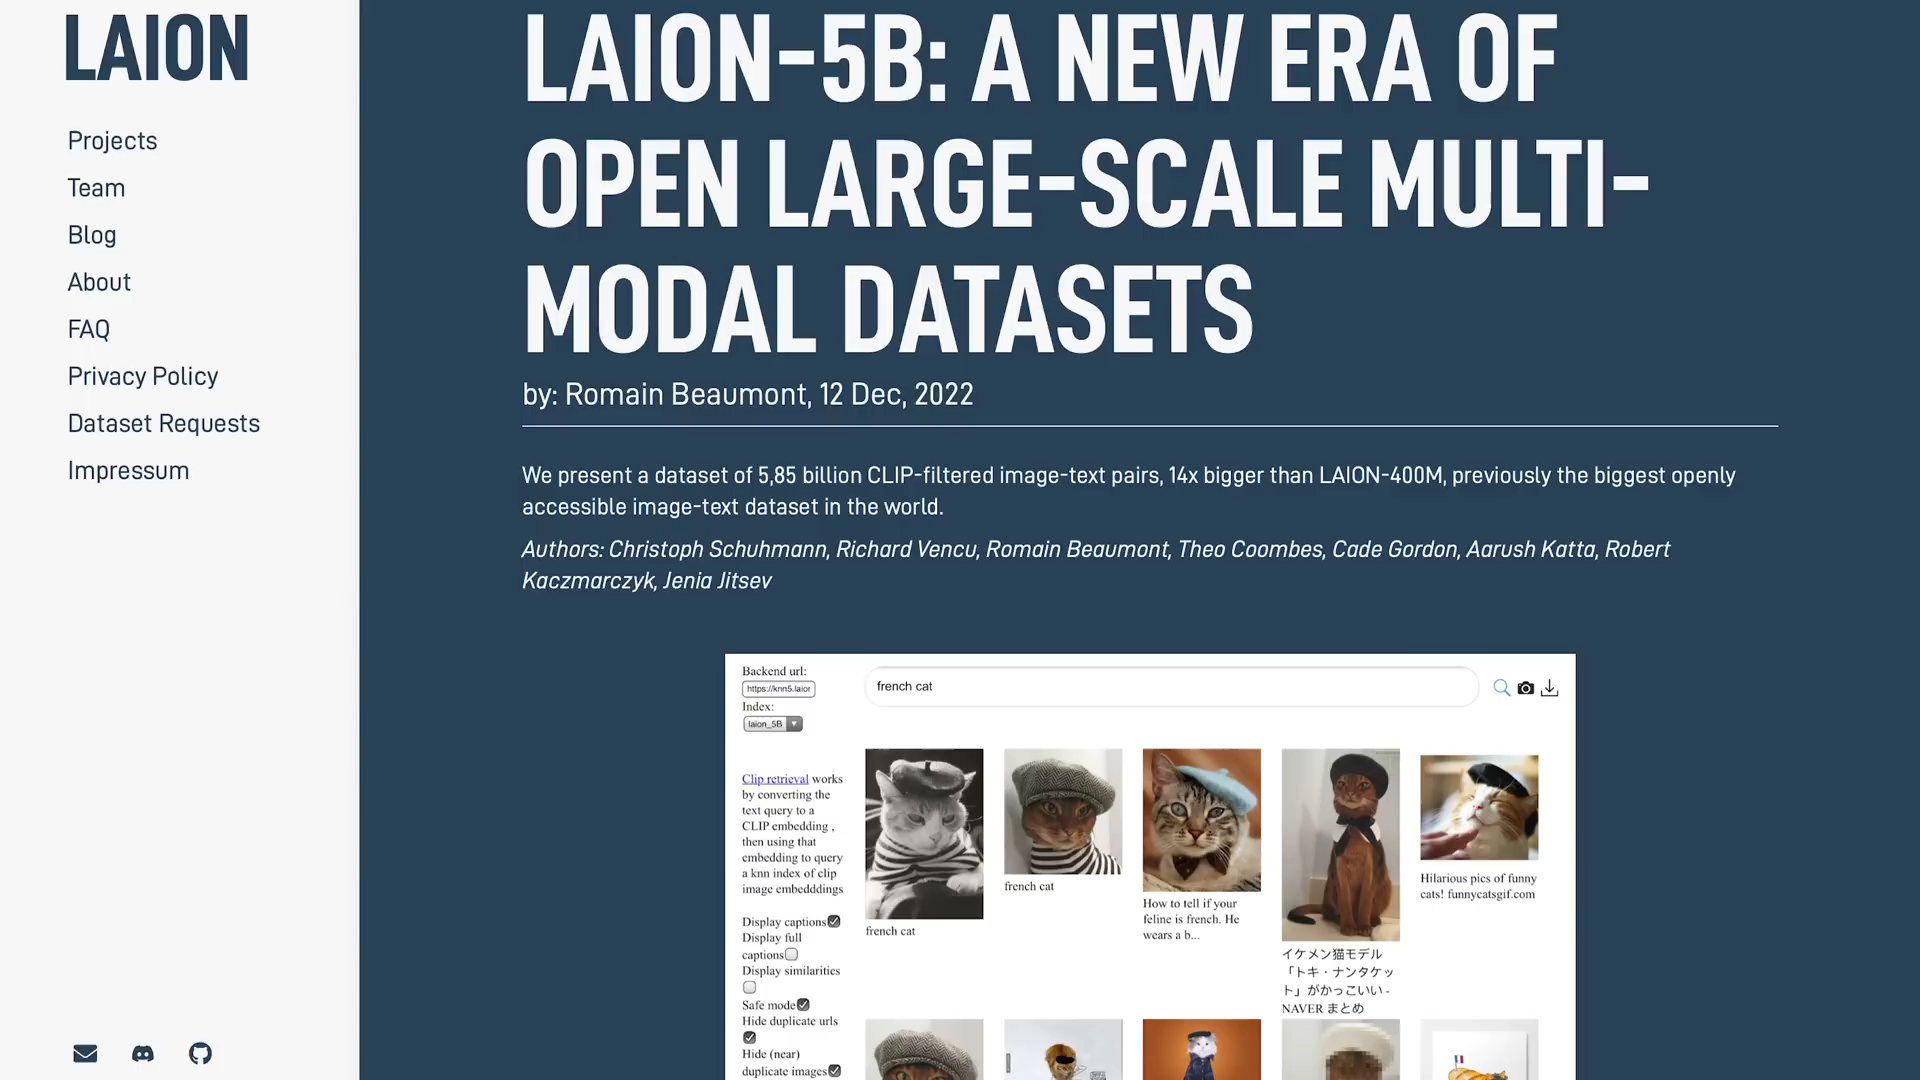 LAION
Projects
Team
Blog
About
FAQ
Privacy Policy
Dataset Requests
Impressum
LAION-5B: A NEW ERA OF
OPEN LARGE-SCALE MULTI-
MODAL DATASETS
by: Romain Beaumont, 12 Dec, 2022
We present a dataset of 5,85 billion CLIP-filtered image-text pairs, 14x bigger than LAION-400M, previously the biggest openly
accessible image-text dataset in the world.
Authors: Christoph Schuhmann, Richard Vencu, Romain Beaumont, Theo Coombes, Cade Gordon, Aarush Katta, Robert
Kaczmarczyk, Jenia Jitsev
Backend url:
https://knn5.laior
Index:
laion_5B
french cat
Clip retrieval works
by converting the
text query to a
CLIP embedding ,
then using that
embedding to query
a knn index of clip
image embedddings
Display captions
Display full
captions
Display similarities
Safe mode
Hide duplicate urls
Hide (near)
duplicate images
french cat
french cat
How to tell if your
feline is french. He
wears a b...
イケメン猫モデル
「トキ・ナンタケッ
ト」がかっこいい -
NAVER まとめ
Hilarious pics of funny
cats! funnycatsgif.com